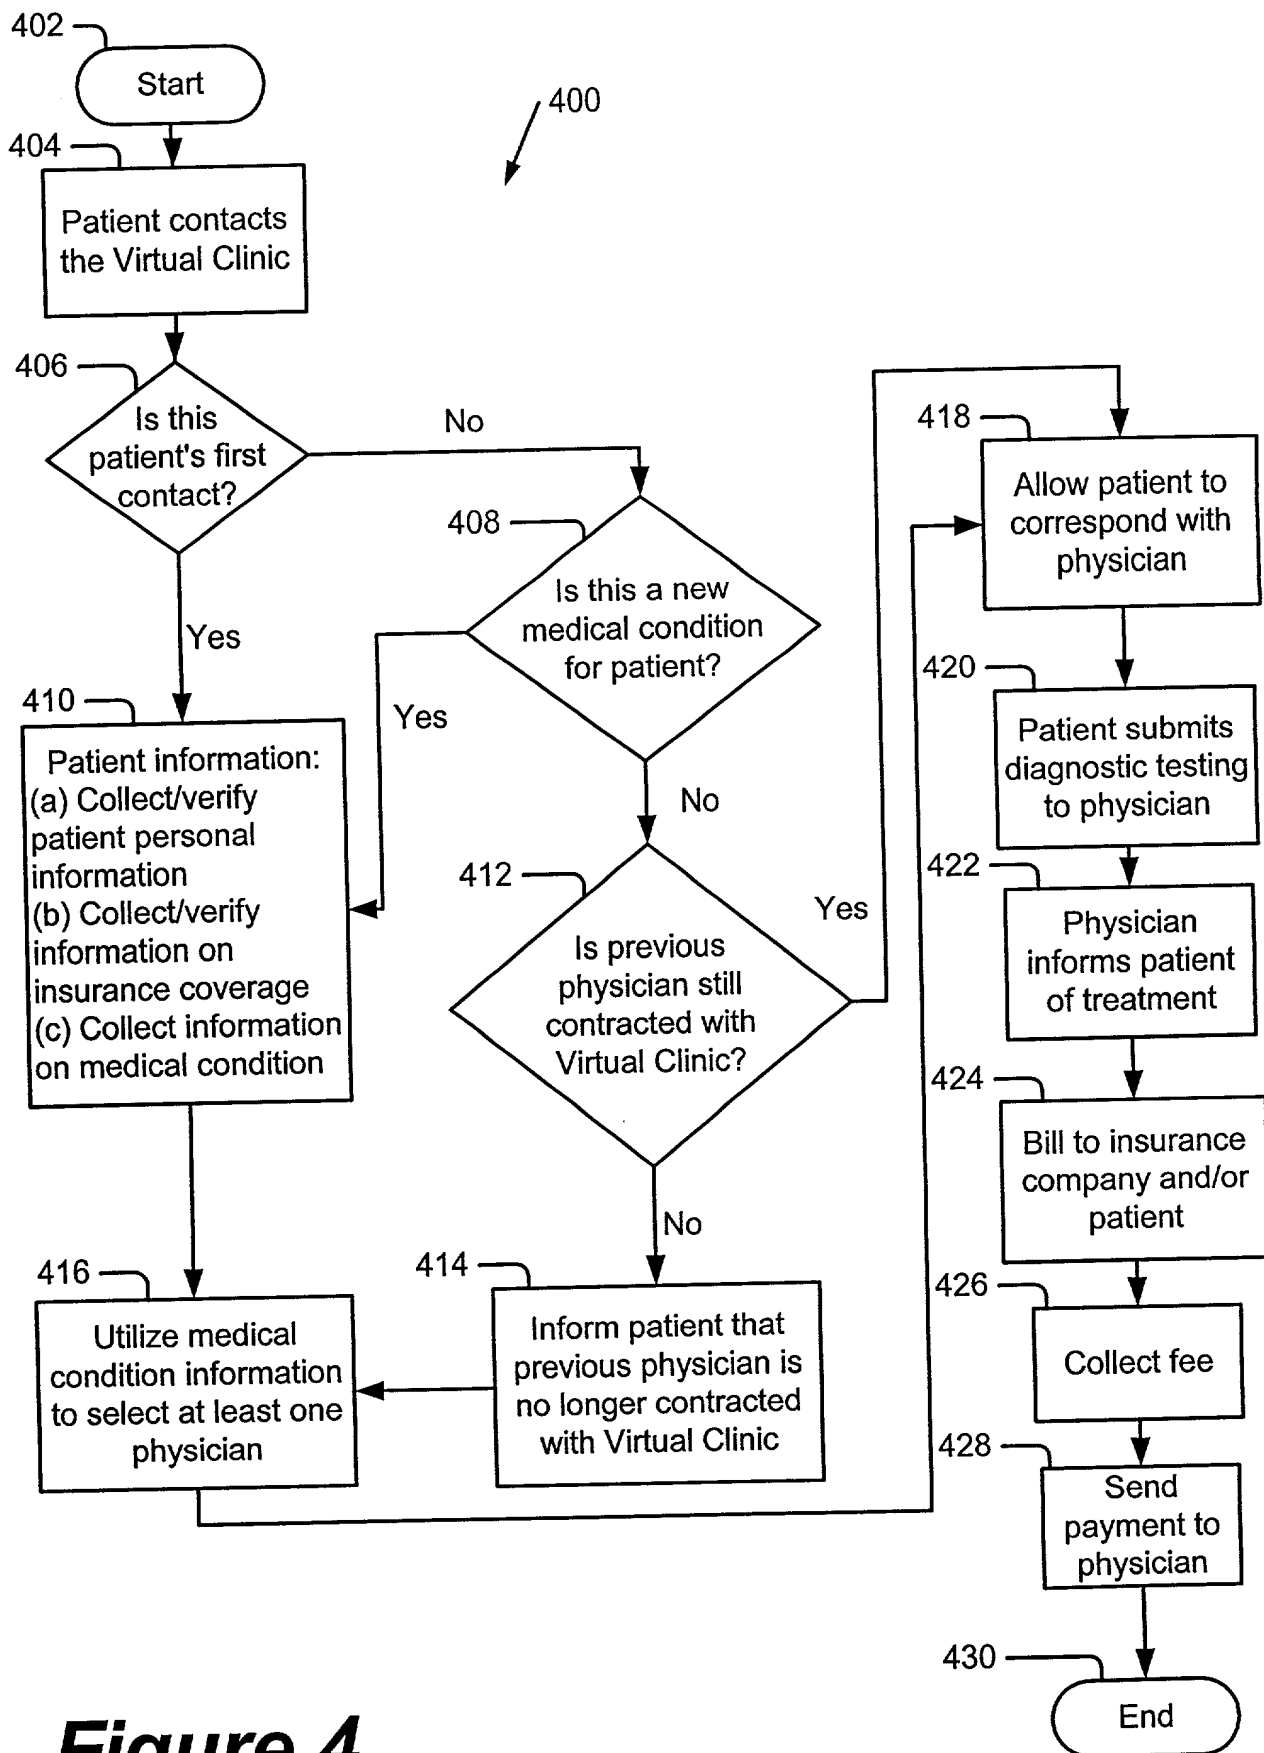 402
Start
400
404
Patient contacts
the Virtual Clinic
406
Is this
patient's first
contact?
No
Yes
408
Is this a new
medical condition
for patient?
Yes
No
410
Patient information:
(a) Collect/verify
patient personal
information
(b) Collect/verify
information on
insurance coverage
(c) Collect information
on medical condition
412
Is previous
physician still
contracted with
Virtual Clinic?
Yes
No
414
Inform patient that
previous physician is
no longer contracted
with Virtual Clinic
416
Utilize medical
condition information
to select at least one
physician
418
Allow patient to
correspond with
physician
420
Patient submits
diagnostic testing
to physician
422
Physician
informs patient
of treatment
424
Bill to insurance
company and/or
patient
426
Collect fee
428
Send
payment to
physician
430
End
Figure 4